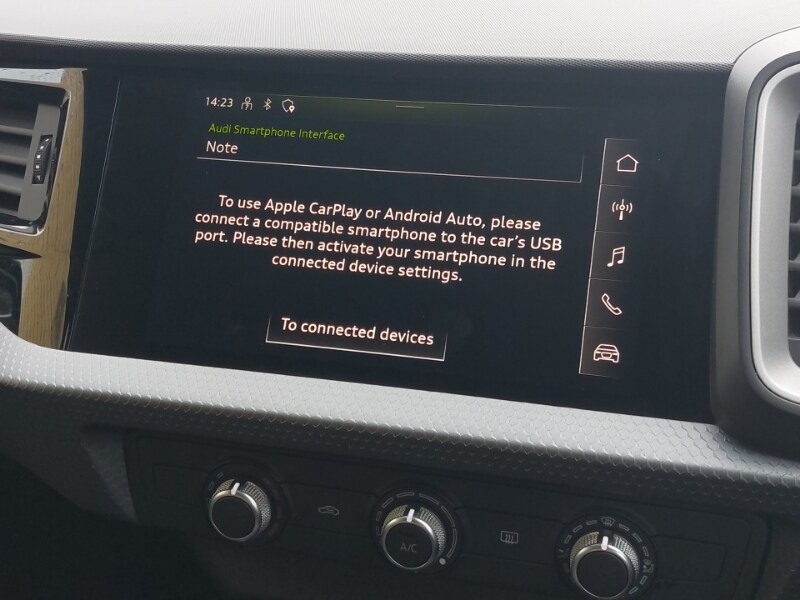 14:23
Audi Smartphone Interface
Note
To use Apple CarPlay or Android Auto, please
connect a compatible smartphone to the car's USB
port. Please then activate your smartphone in the
connected device settings.
To connected devices
A/C